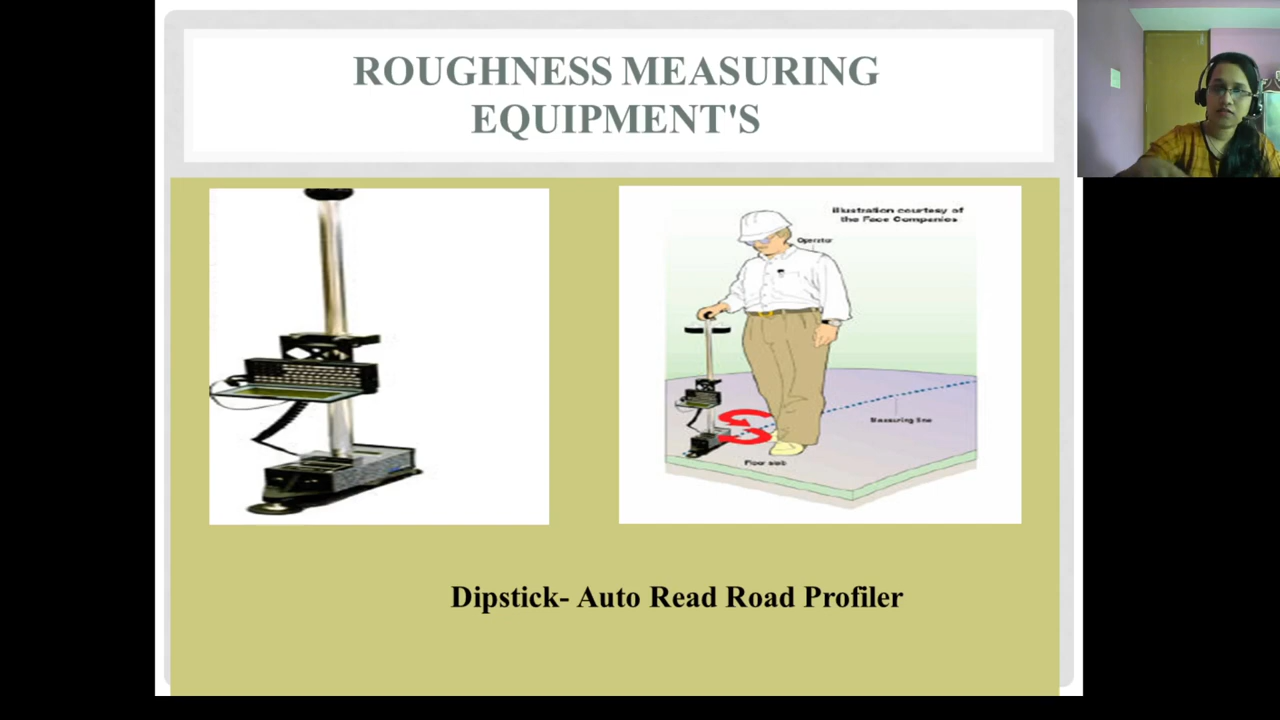 ROUGHNESS MEASURING
EQUIPMENT'S
Illustration courtesy of
the Face Companies
Operator
Measuring line
Floor slab
Dipstick- Auto Read Road Profiler